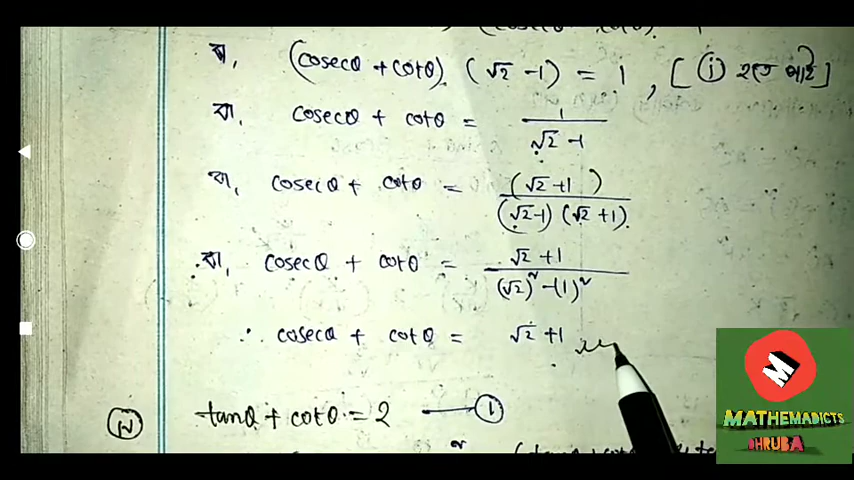 বা, (cosecθ + cotθ) (√2 -1) = 1 , [ (i) হতে পাই ]
বা, cosecθ + cotθ = 1/(√2 -1)
বা, cosecθ + cotθ = (√2 +1)/((√2-1) (√2 +1))
বা, cosecθ + cotθ = (√2 +1)/((√2)² -(1)²)
∴ cosecθ + cotθ = √2 +1
tanθ + cotθ = 2 —— (1)
MATHEMADICTS
DHRUBA